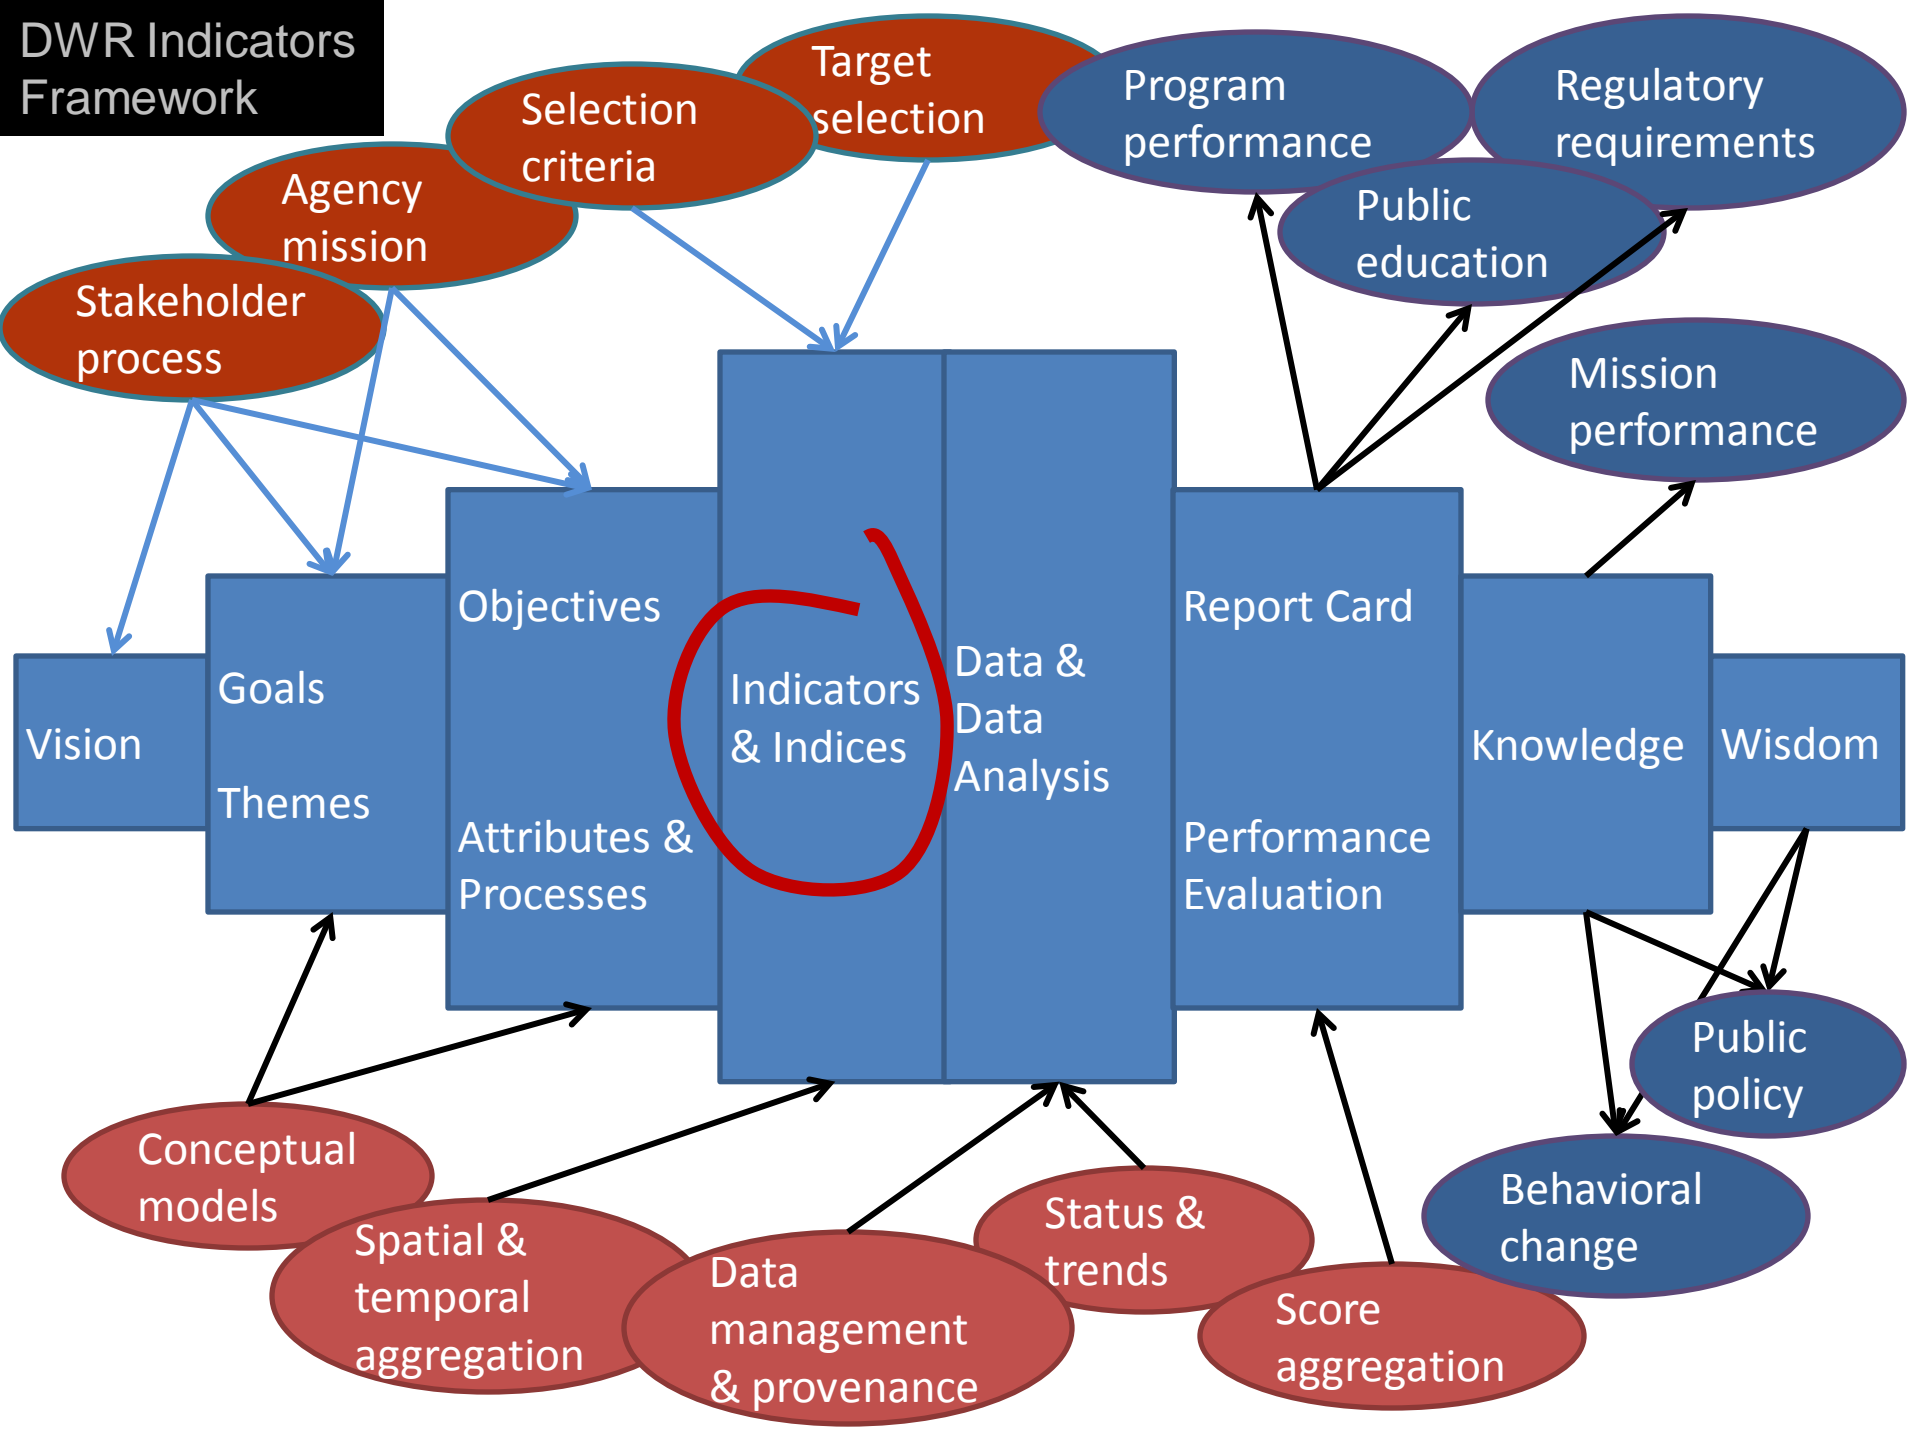 DWR Indicators
Framework
Target
selection
Selection
criteria
Agency
mission
Stakeholder
process
Program
performance
Regulatory
requirements
Public
education
Mission
performance
Vision
Goals
Themes
Objectives
Attributes &
Processes
Indicators
& Indices
Data &
Data
Analysis
Report Card
Performance
Evaluation
Knowledge
Wisdom
Conceptual
models
Spatial &
temporal
aggregation
Data
management
& provenance
Status &
trends
Score
aggregation
Behavioral
change
Public
policy